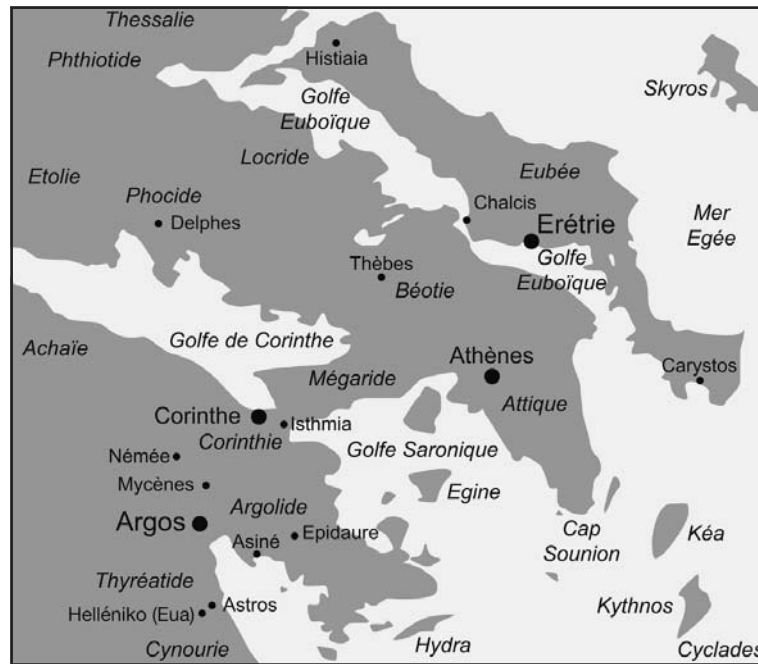 Thessalie
Phthiotide
Histiaia
Skyros
Golfe
Euboïque
Locride
Etolie
Eubée
Phocide
Delphes
Chalcis
Erétrie
Mer
Egée
Golfe
Euboïque
Thèbes
Béotie
Golfe de Corinthe
Achaïe
Athènes
Mégaride
Carystos
Attique
Corinthe
Isthmia
Corinthie
Golfe Saronique
Némée
Mycènes
Egine
Argolide
Argos
Epidaure
Asiné
Cap
Sounion
Kéa
Thyréatide
Astros
Helléniko (Eua)
Kythnos
Hydra
Cynourie
Cyclades